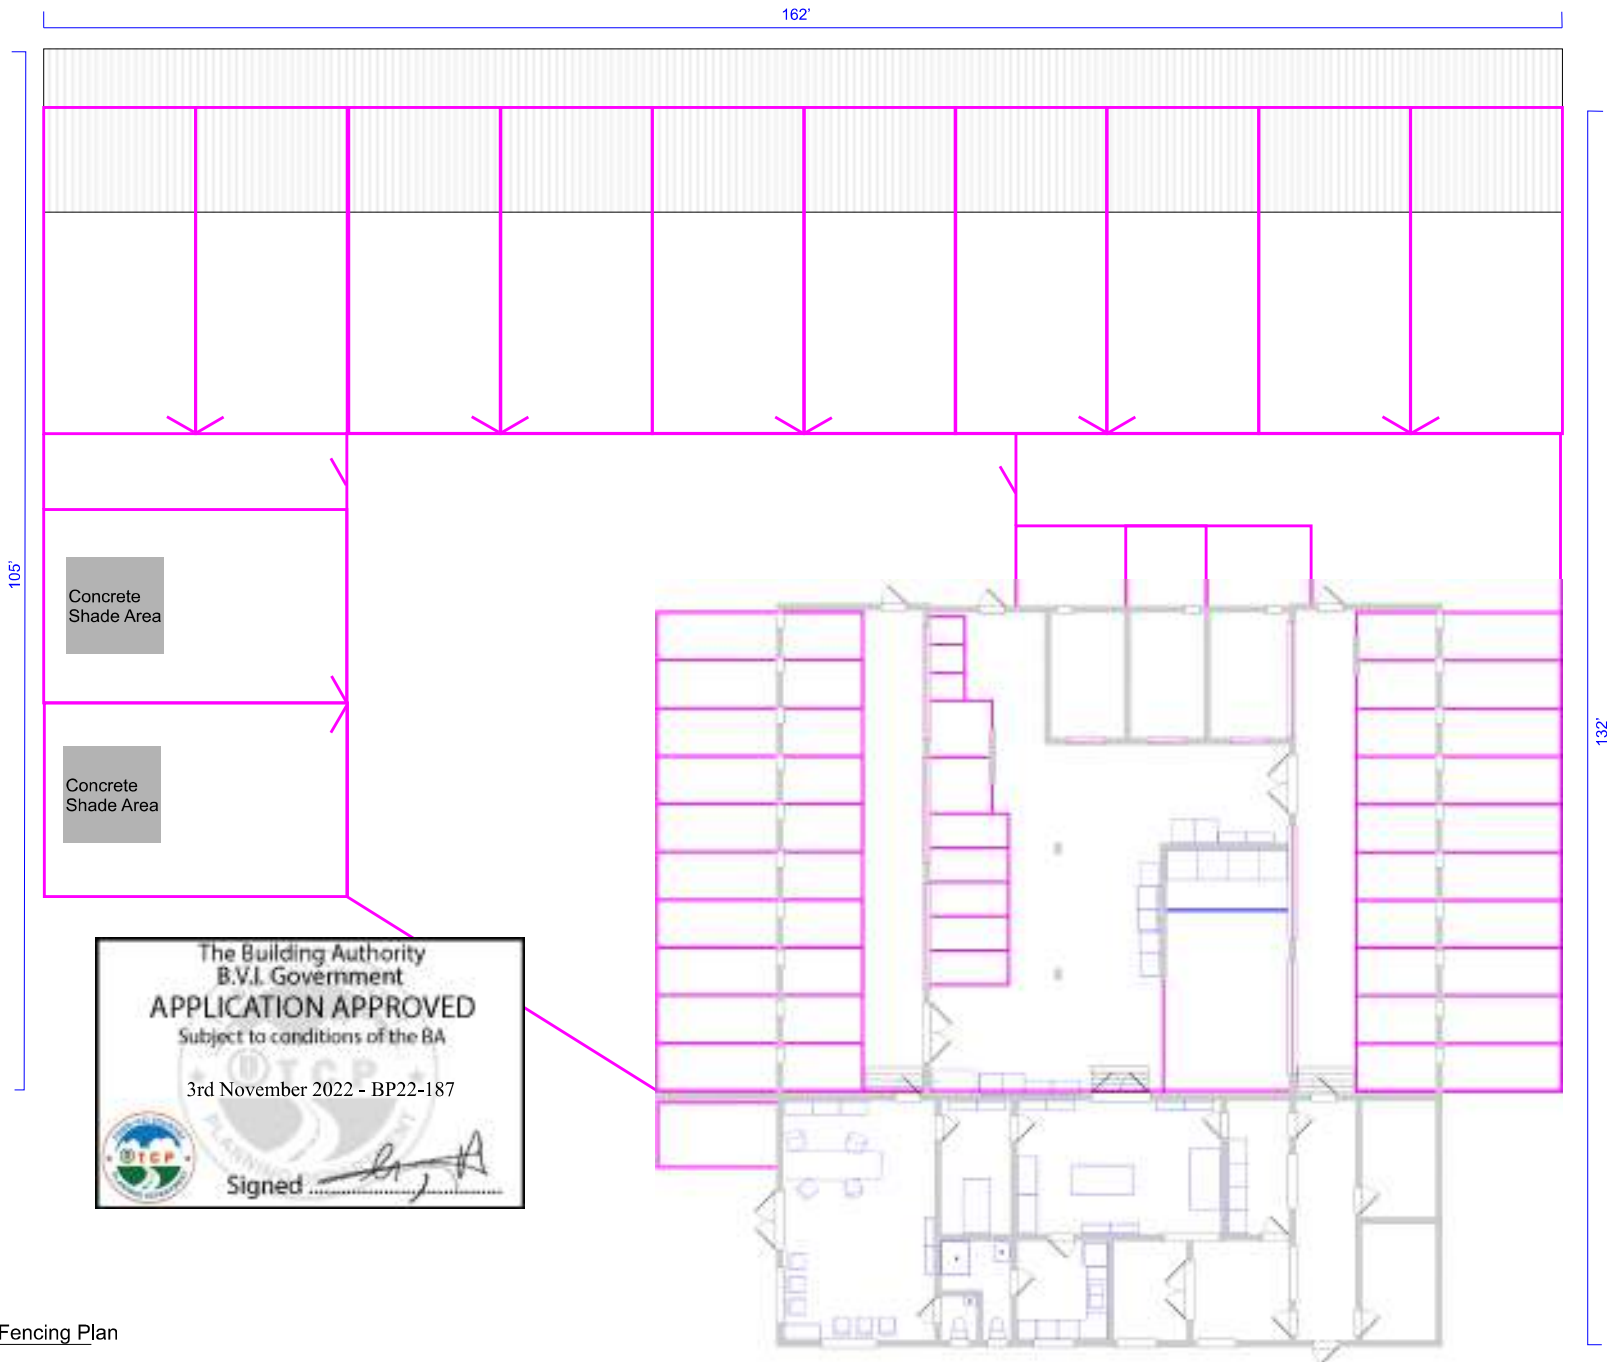 162'
105'
132'
Concrete
Shade Area
Concrete
Shade Area
The Building Authority
B.V.I. Government
APPLICATION APPROVED
Subject to conditions of the BA
3rd November 2022 - BP22-187
TCP
Signed
Fencing Plan